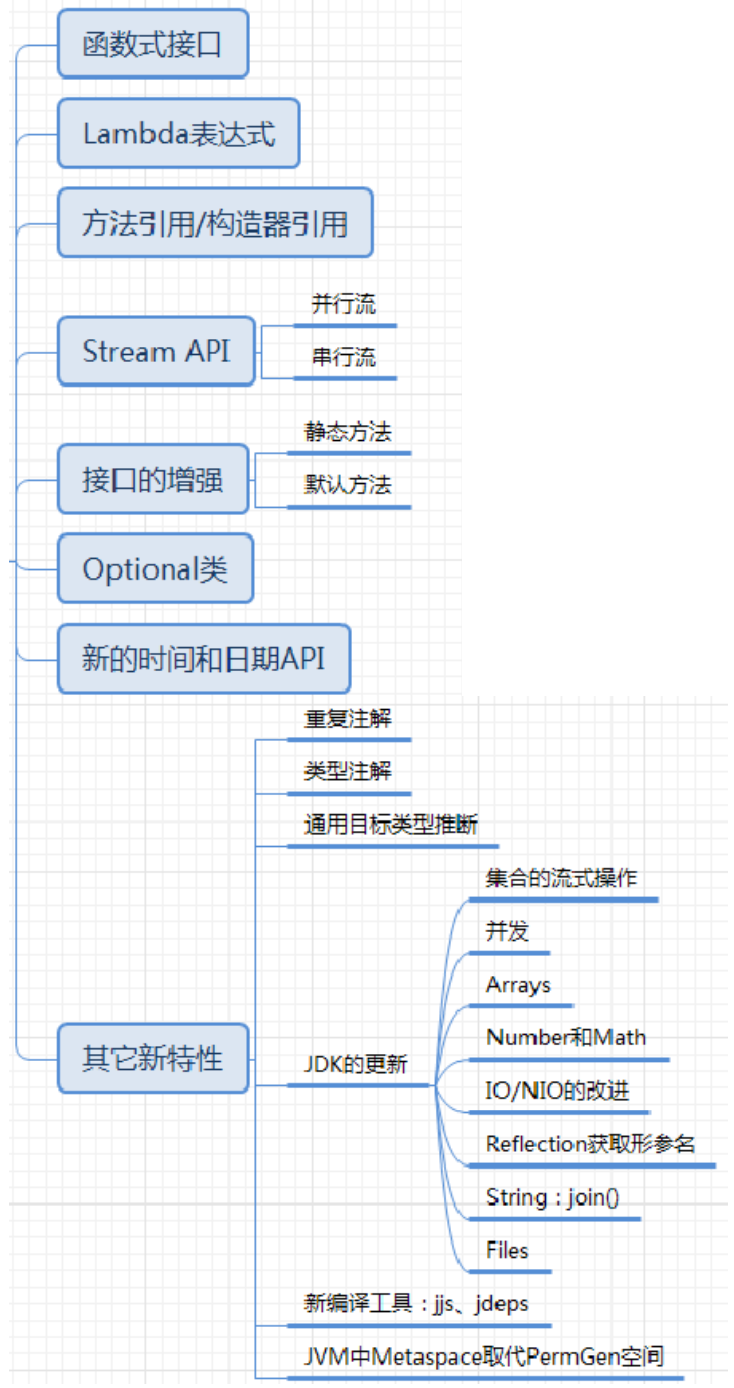 函数式接口
Lambda表达式
方法引用/构造器引用
Stream API
并行流
串行流
接口的增强
静态方法
默认方法
Optional类
新的时间和日期API
其它新特性
重复注解
类型注解
通用目标类型推断
JDK的更新
集合的流式操作
并发
Arrays
Number和Math
IO/NIO的改进
Reflection获取形参名
String：join()
Files
新编译工具：jjs、jdeps
JVM中Metaspace取代PermGen空间